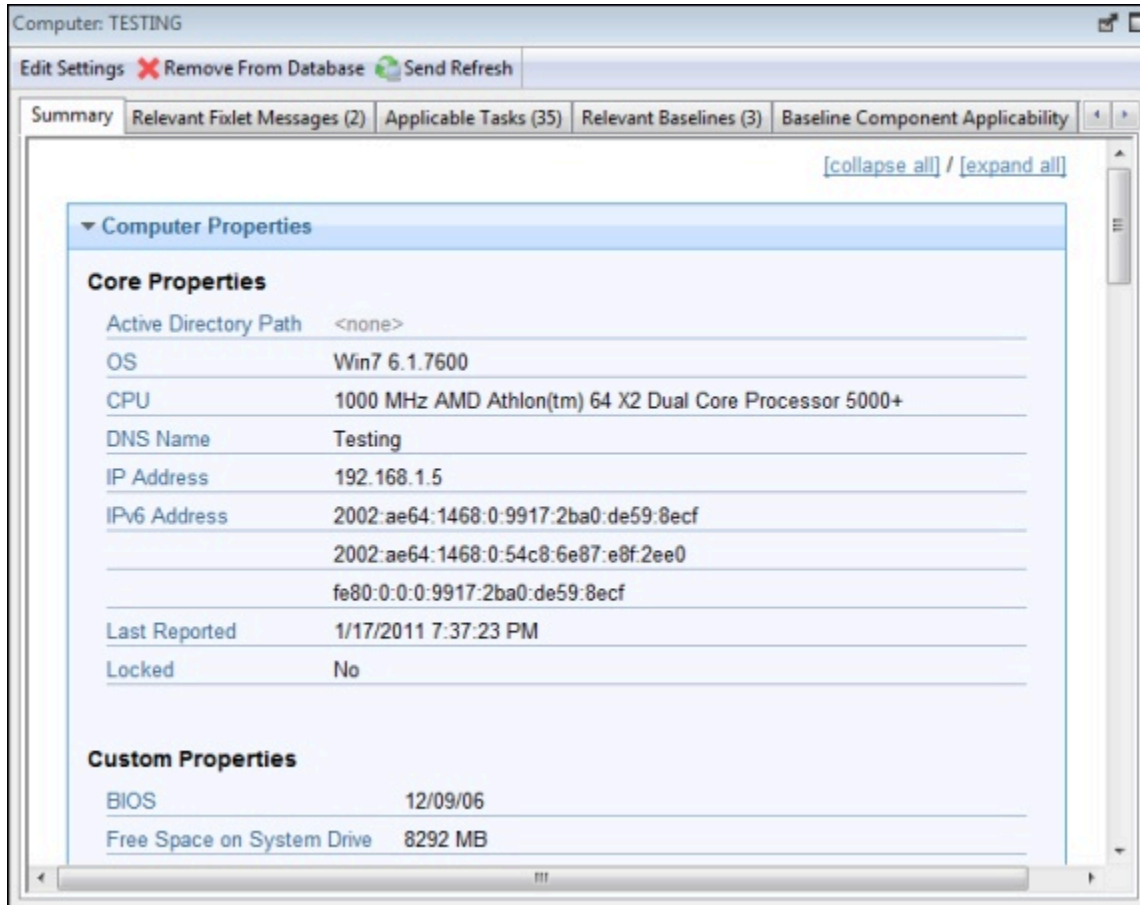 Computer: TESTING
Edit Settings Remove From Database Send Refresh
Summary Relevant Fixlet Messages (2) Applicable Tasks (35) Relevant Baselines (3) Baseline Component Applicability
[collapse all] / [expand all]
Computer Properties
Core Properties
Active Directory Path <none>
OS Win7 6.1.7600
CPU 1000 MHz AMD Athlon(tm) 64 X2 Dual Core Processor 5000+
DNS Name Testing
IP Address 192.168.1.5
IPv6 Address 2002:ae64:1468:0:9917:2ba0:de59:8ecf
2002:ae64:1468:0:54c8:6e87:e8f:2ee0
fe80:0:0:0:9917:2ba0:de59:8ecf
Last Reported 1/17/2011 7:37:23 PM
Locked No
Custom Properties
BIOS 12/09/06
Free Space on System Drive 8292 MB